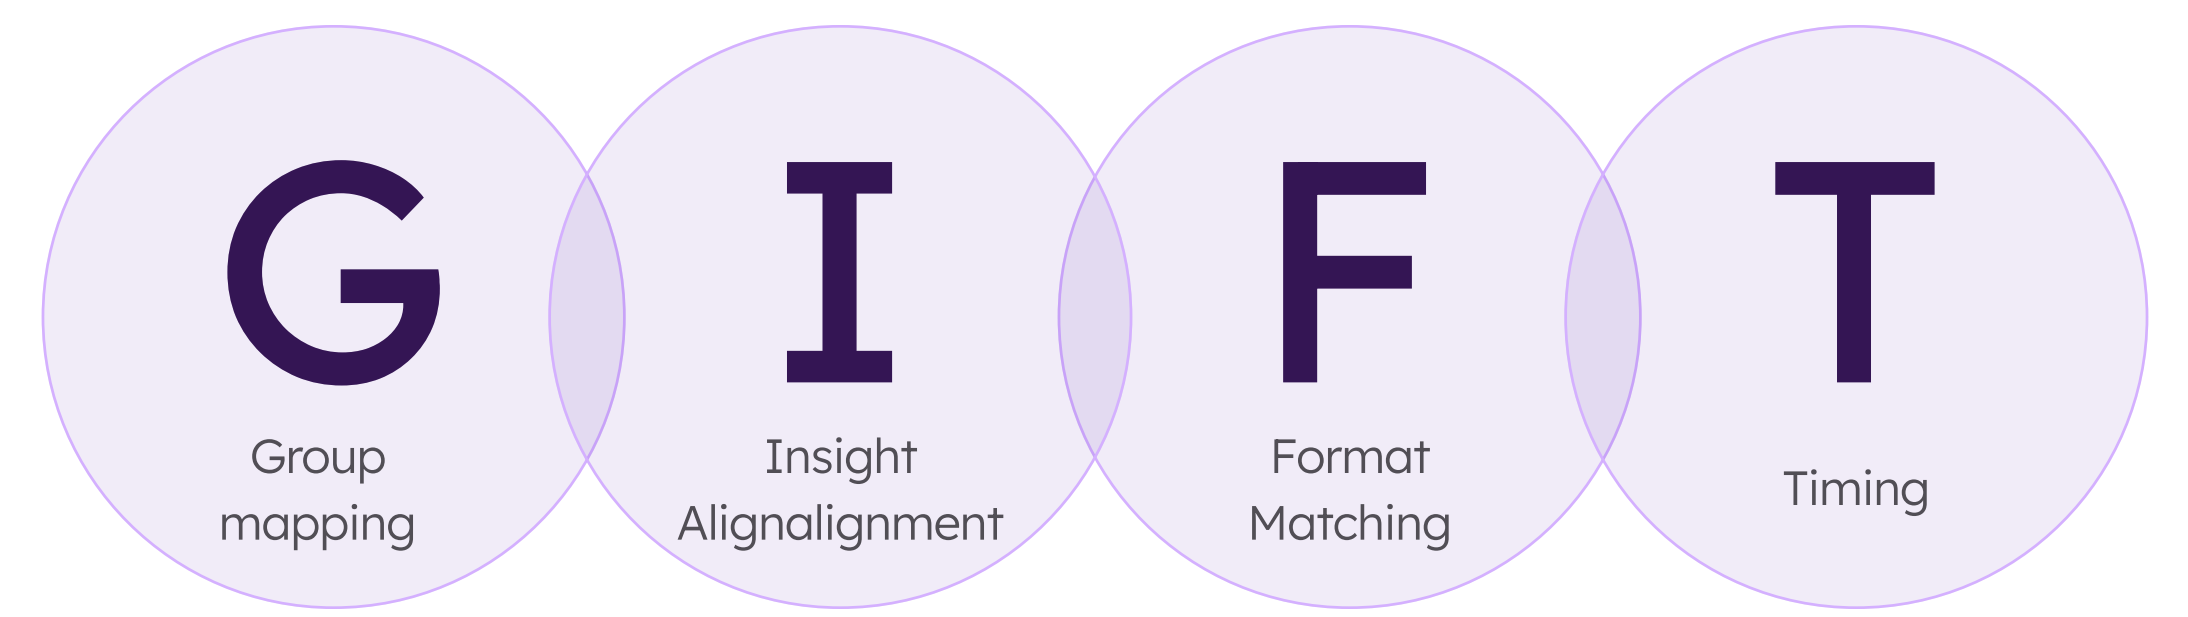 G
Group
mapping
I
Insight
Alignalignment
F
Format
Matching
T
Timing